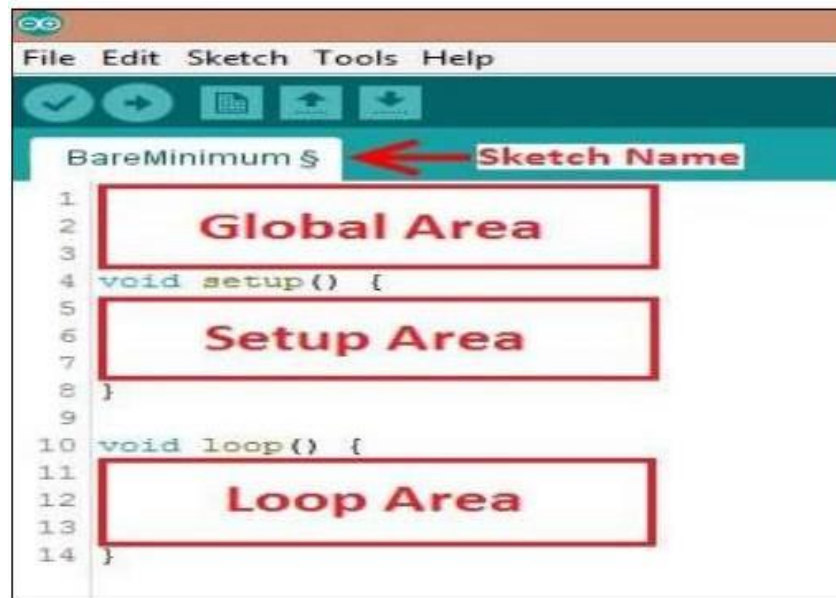 File Edit Sketch Tools Help
BareMinimum § Sketch Name
1
2 Global Area
3
4 void setup() {
5
6 Setup Area
7
8 }
9
10 void loop() {
11
12 Loop Area
13
14 }